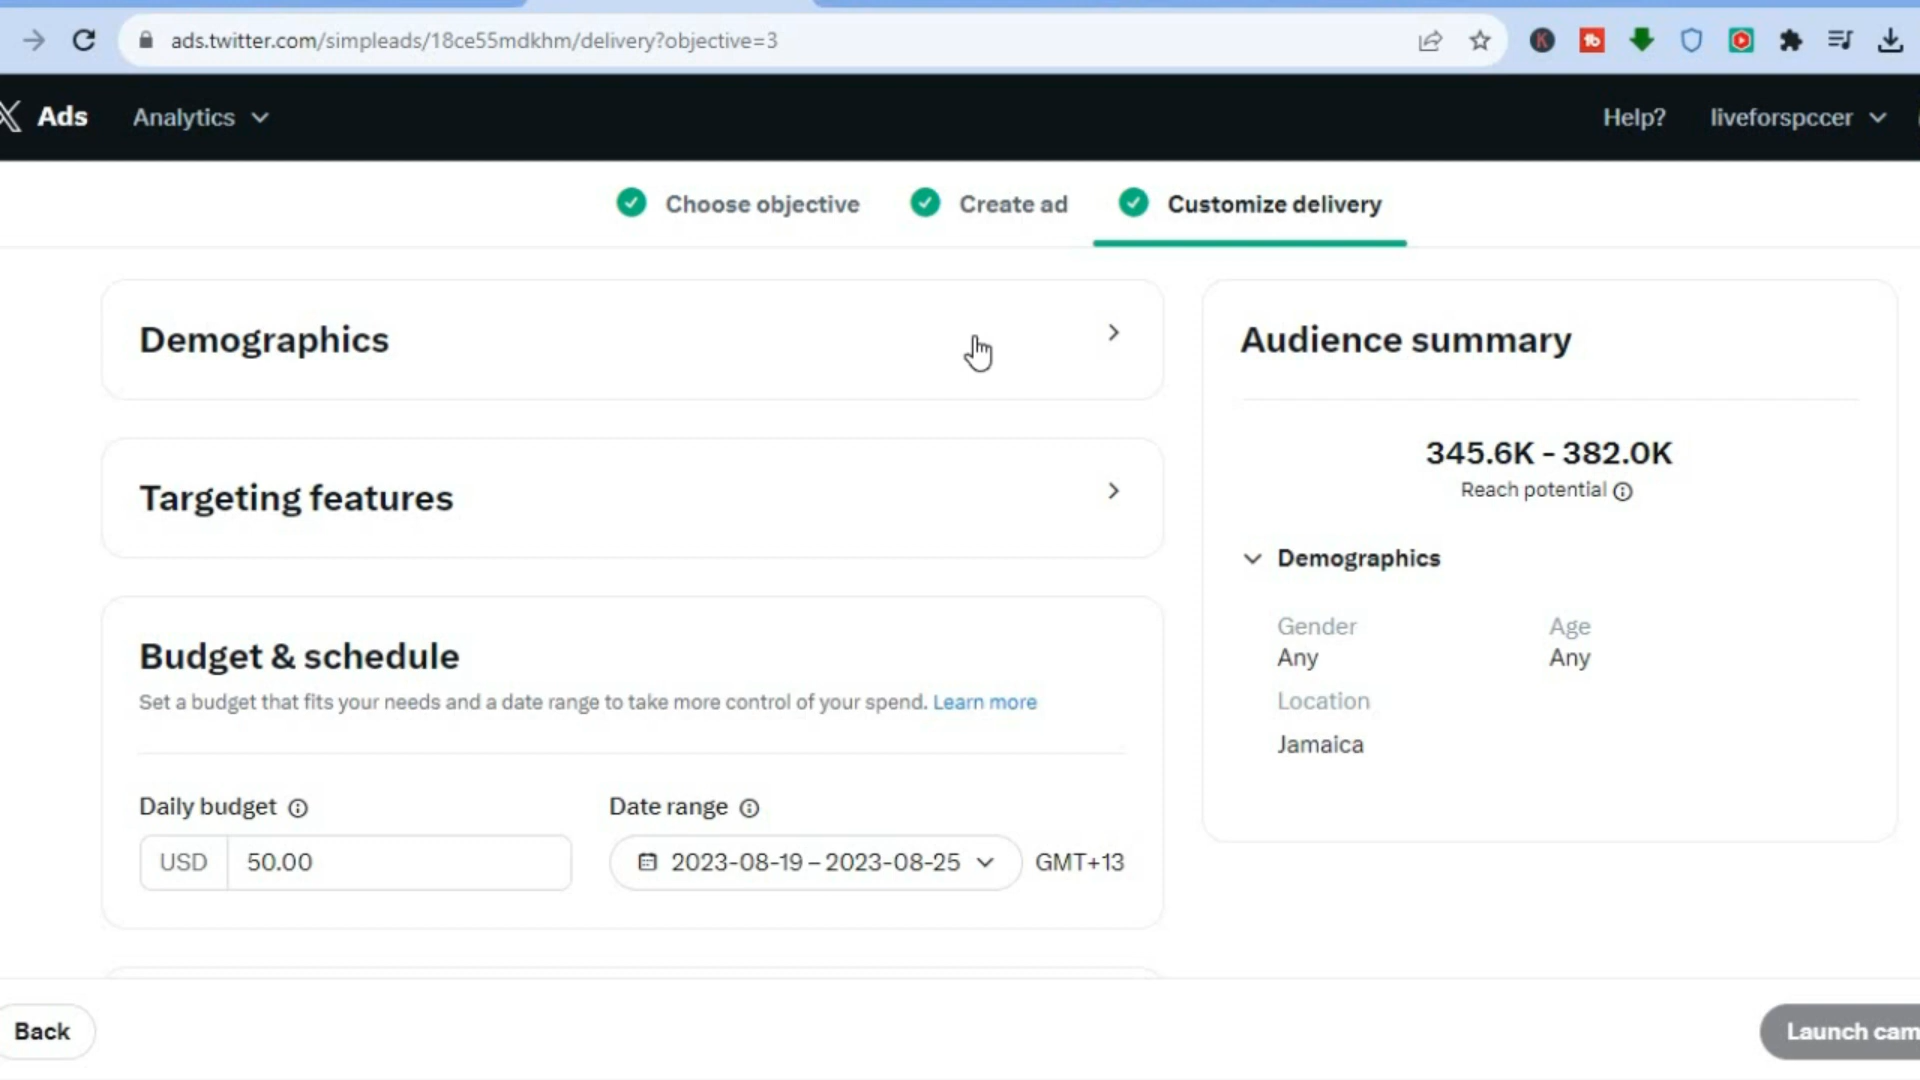 ads.twitter.com/simpleads/18ce55mdkhm/delivery?objective=3
X Ads Analytics Help? liveforspccer
Choose objective Create ad Customize delivery
Demographics
Targeting features
Budget & schedule
Set a budget that fits your needs and a date range to take more control of your spend. Learn more
Daily budget Date range
USD 50.00 2023-08-19 – 2023-08-25 GMT+13
Audience summary
345.6K - 382.0K
Reach potential
Demographics
Gender Age
Any Any
Location
Jamaica
Back Launch cam